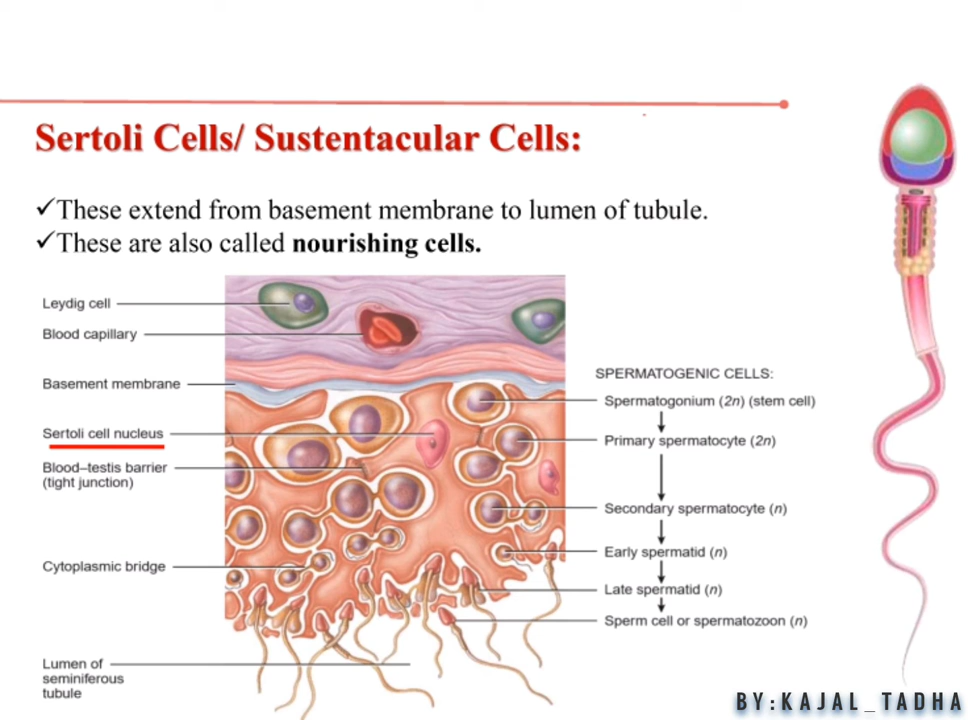 Sertoli Cells/ Sustentacular Cells:
✓These extend from basement membrane to lumen of tubule.
✓These are also called nourishing cells.
Leydig cell
Blood capillary
Basement membrane
Sertoli cell nucleus
Blood–testis barrier
(tight junction)
Cytoplasmic bridge
Lumen of
seminiferous
tubule
SPERMATOGENIC CELLS:
Spermatogonium (2n) (stem cell)
Primary spermatocyte (2n)
Secondary spermatocyte (n)
Early spermatid (n)
Late spermatid (n)
Sperm cell or spermatozoon (n)
BY:KAJAL_TADHA